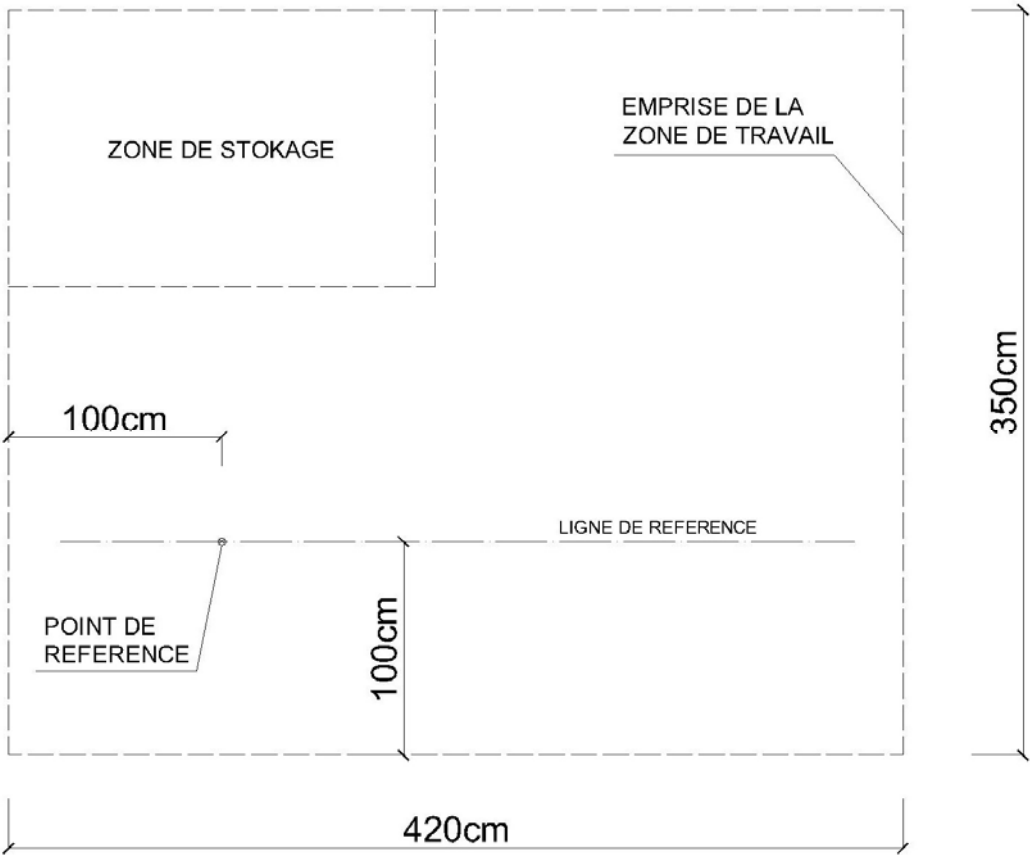 ZONE DE STOKAGE
EMPRISE DE LA
ZONE DE TRAVAIL
350cm
100cm
LIGNE DE REFERENCE
POINT DE
REFERENCE
100cm
420cm